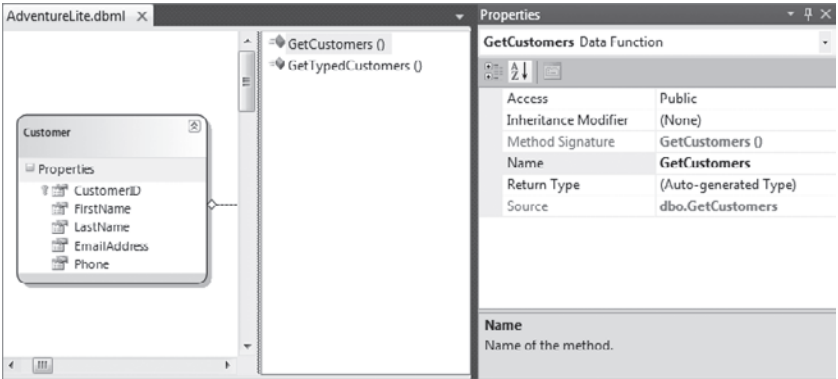 AdventureLite.dbml
Customer
Properties
CustomerID
FirstName
LastName
EmailAddress
Phone
GetCustomers ()
GetTypedCustomers ()
Properties
GetCustomers Data Function
Access Public
Inheritance Modifier (None)
Method Signature GetCustomers ()
Name GetCustomers
Return Type (Auto-generated Type)
Source dbo.GetCustomers
Name
Name of the method.